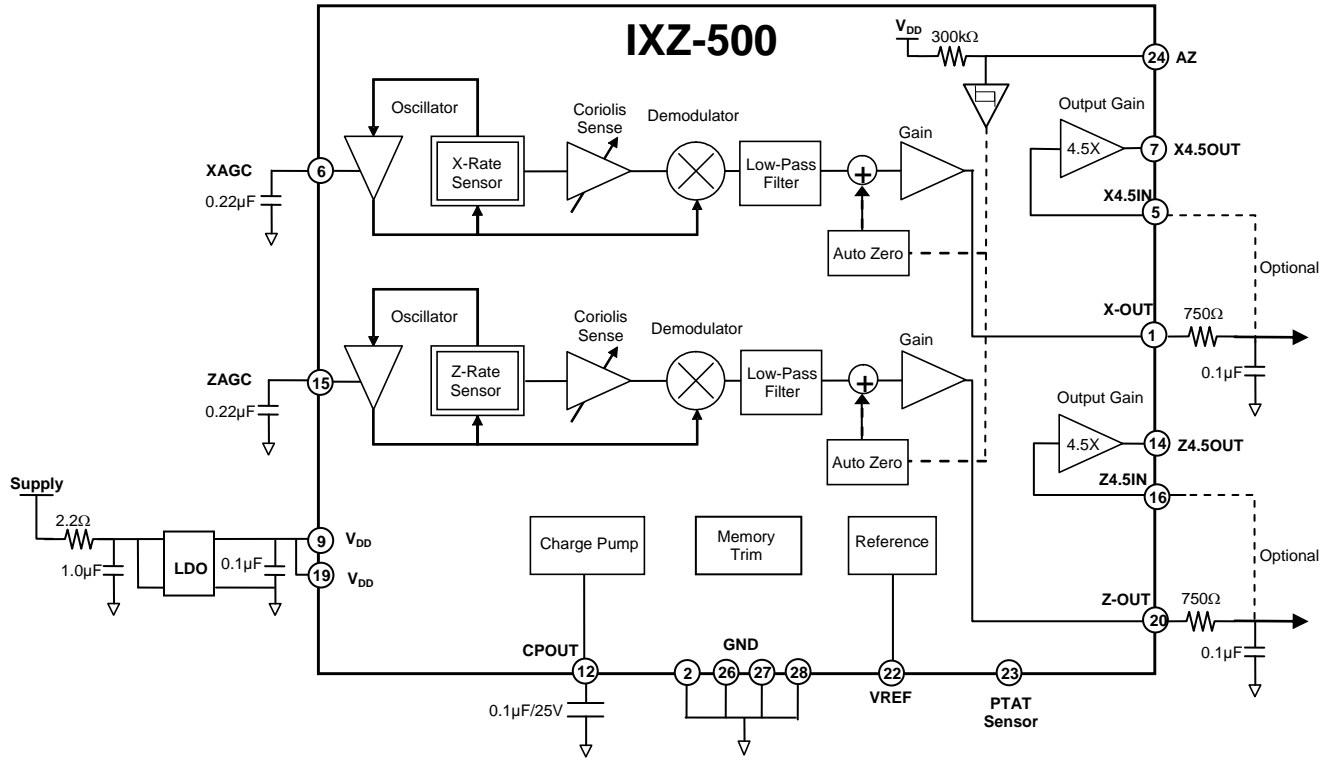 IXZ-500
VDD
300kΩ
24
AZ
Oscillator
Coriolis
Sense
Demodulator
Gain
Output Gain
4.5X
7
X4.5OUT
XAGC
6
X-Rate
Sensor
Low-Pass
Filter
+
0.22µF
X4.5IN
5
Auto Zero
Optional
X-OUT
750Ω
1
0.1µF
Oscillator
Coriolis
Sense
Demodulator
Gain
ZAGC
15
Z-Rate
Sensor
Low-Pass
Filter
+
0.22µF
Output Gain
4.5X
14
Z4.5OUT
Auto Zero
Z4.5IN
16
Supply
2.2Ω
9
VDD
1.0µF
LDO
0.1µF
19
VDD
Charge Pump
Memory
Trim
Reference
Optional
Z-OUT
750Ω
20
0.1µF
CPOUT
12
GND
2
26
27
28
22
VREF
23
PTAT
Sensor
0.1µF/25V